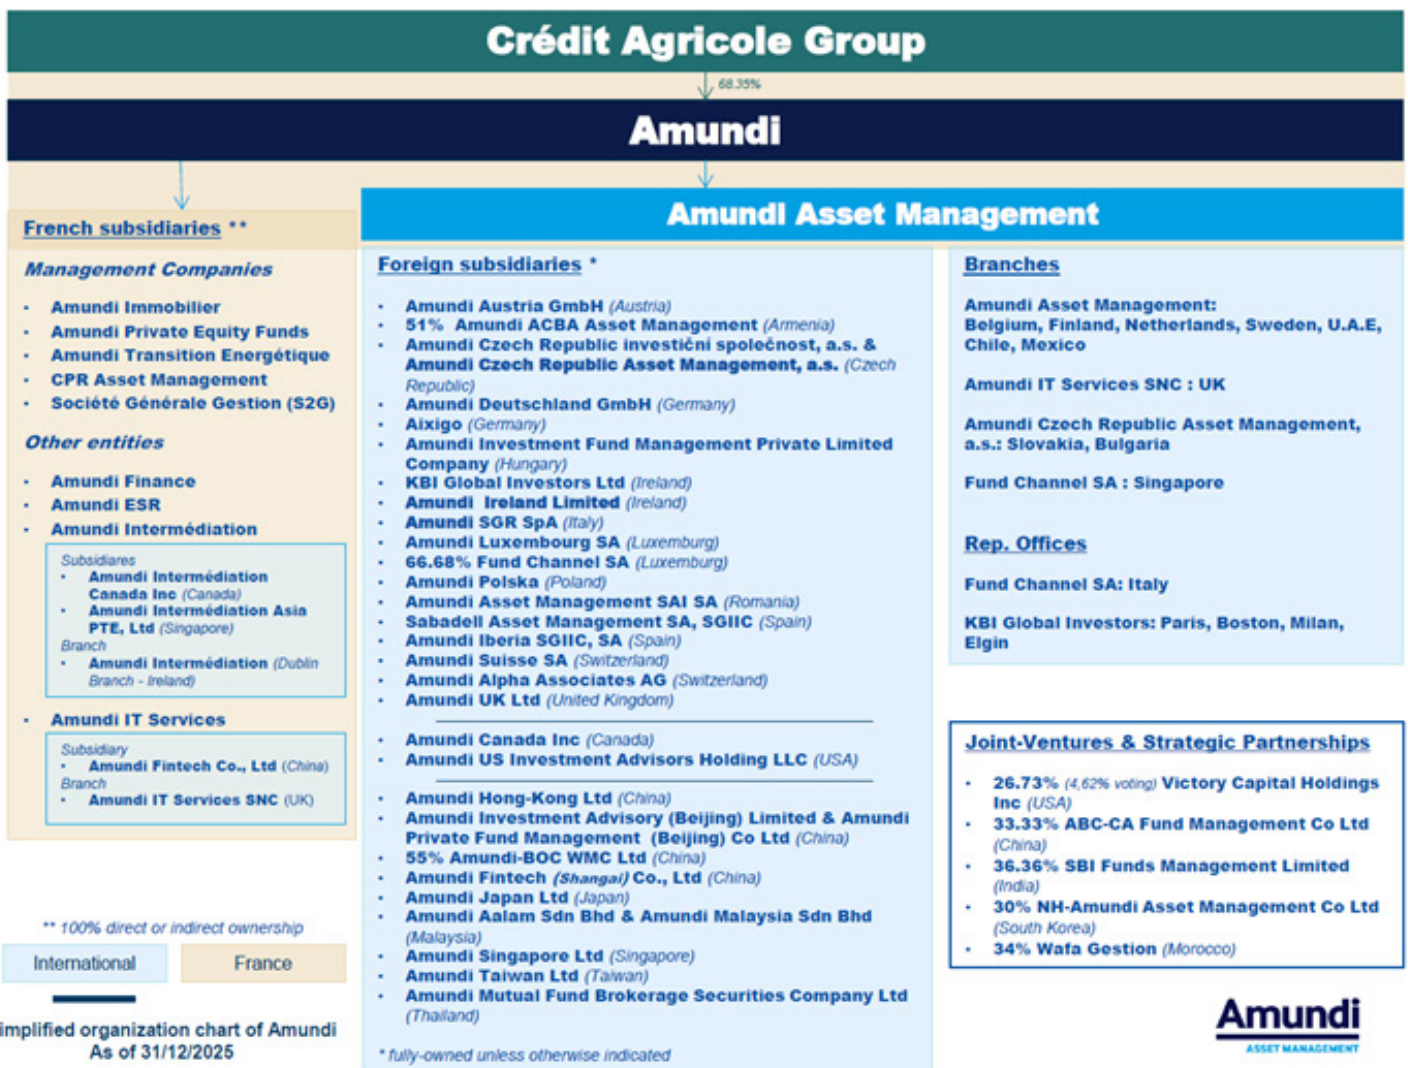 Crédit Agricole Group
68.35%
Amundi
French subsidiaries **
Management Companies
• Amundi Immobilier
• Amundi Private Equity Funds
• Amundi Transition Energétique
• CPR Asset Management
• Société Générale Gestion (S2G)
Other entities
• Amundi Finance
• Amundi ESR
• Amundi Intermédiation
Subsidiares
• Amundi Intermédiation
Canada Inc (Canada)
• Amundi Intermédiation Asia
PTE, Ltd (Singapore)
Branch
• Amundi Intermédiation (Dublin
Branch - Ireland)
• Amundi IT Services
Subsidiary
• Amundi Fintech Co., Ltd (China)
Branch
• Amundi IT Services SNC (UK)
** 100% direct or indirect ownership
International
France
implified organization chart of Amundi
As of 31/12/2025
Amundi Asset Management
Foreign subsidiaries *
• Amundi Austria GmbH (Austria)
• 51% Amundi ACBA Asset Management (Armenia)
• Amundi Czech Republic investiční společnost, a.s. &
Amundi Czech Republic Asset Management, a.s. (Czech
Republic)
• Amundi Deutschland GmbH (Germany)
• Aixigo (Germany)
• Amundi Investment Fund Management Private Limited
Company (Hungary)
• KBI Global Investors Ltd (Ireland)
• Amundi Ireland Limited (Ireland)
• Amundi SGR SpA (Italy)
• Amundi Luxembourg SA (Luxemburg)
• 66.68% Fund Channel SA (Luxemburg)
• Amundi Polska (Poland)
• Amundi Asset Management SAI SA (Romania)
• Sabadell Asset Management SA, SGIIC (Spain)
• Amundi Iberia SGIIC, SA (Spain)
• Amundi Suisse SA (Switzerland)
• Amundi Alpha Associates AG (Switzerland)
• Amundi UK Ltd (United Kingdom)
• Amundi Canada Inc (Canada)
• Amundi US Investment Advisors Holding LLC (USA)
• Amundi Hong-Kong Ltd (China)
• Amundi Investment Advisory (Beijing) Limited & Amundi
Private Fund Management (Beijing) Co Ltd (China)
• 55% Amundi-BOC WMC Ltd (China)
• Amundi Fintech (Shangai) Co., Ltd (China)
• Amundi Japan Ltd (Japan)
• Amundi Aalam Sdn Bhd & Amundi Malaysia Sdn Bhd
(Malaysia)
• Amundi Singapore Ltd (Singapore)
• Amundi Taiwan Ltd (Taiwan)
• Amundi Mutual Fund Brokerage Securities Company Ltd
(Thailand)
* fully-owned unless otherwise indicated
Branches
Amundi Asset Management:
Belgium, Finland, Netherlands, Sweden, U.A.E,
Chile, Mexico
Amundi IT Services SNC : UK
Amundi Czech Republic Asset Management,
a.s.: Slovakia, Bulgaria
Fund Channel SA : Singapore
Rep. Offices
Fund Channel SA: Italy
KBI Global Investors: Paris, Boston, Milan,
Elgin
Joint-Ventures & Strategic Partnerships
• 26.73% (4,62% voting) Victory Capital Holdings
Inc (USA)
• 33.33% ABC-CA Fund Management Co Ltd
(China)
• 36.36% SBI Funds Management Limited
(India)
• 30% NH-Amundi Asset Management Co Ltd
(South Korea)
• 34% Wafa Gestion (Morocco)
Amundi
ASSET MANAGEMENT